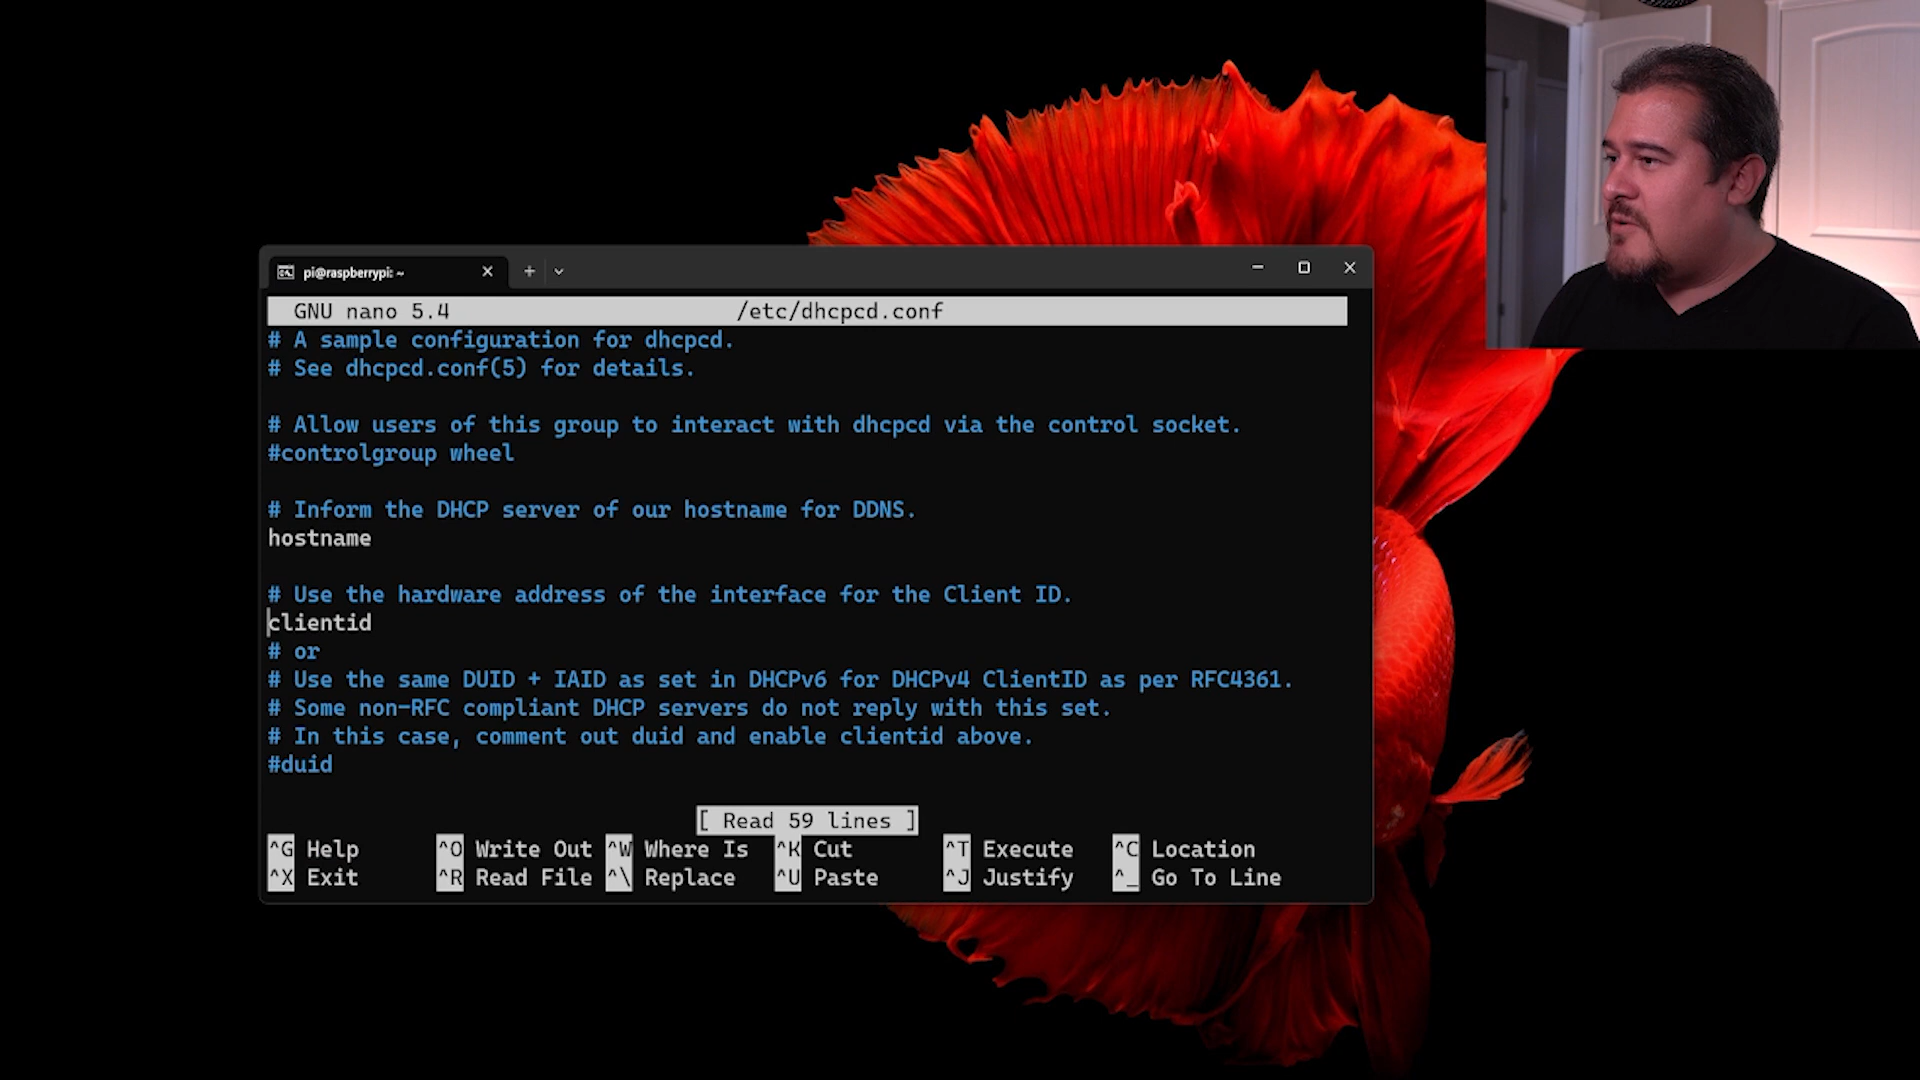 pi@raspberrypi: ~
GNU nano 5.4 /etc/dhcpcd.conf
# A sample configuration for dhcpcd.
# See dhcpcd.conf(5) for details.
# Allow users of this group to interact with dhcpcd via the control socket.
#controlgroup wheel
# Inform the DHCP server of our hostname for DDNS.
hostname
# Use the hardware address of the interface for the Client ID.
clientid
# or
# Use the same DUID + IAID as set in DHCPv6 for DHCPv4 ClientID as per RFC4361.
# Some non-RFC compliant DHCP servers do not reply with this set.
# In this case, comment out duid and enable clientid above.
#duid
[ Read 59 lines ]
^G Help ^O Write Out ^W Where Is ^K Cut ^T Execute ^C Location
^X Exit ^R Read File ^\ Replace ^U Paste ^J Justify ^_ Go To Line